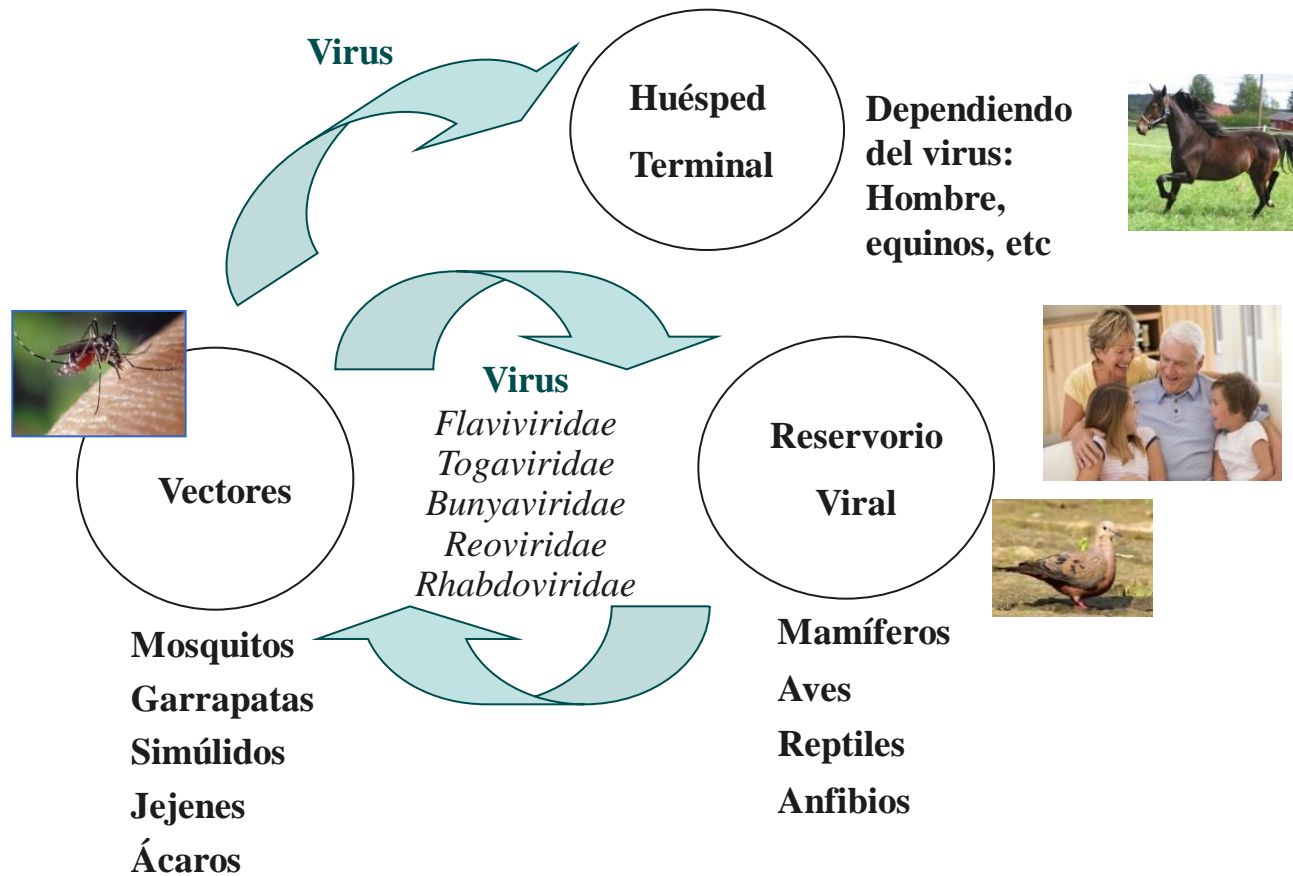 Virus
Huésped
Terminal
Dependiendo
del virus:
Hombre,
equinos, etc
Vectores
Virus
Flaviviridae
Togaviridae
Bunyaviridae
Reoviridae
Rhabdoviridae
Reservorio
Viral
Mosquitos
Garrapatas
Simúlidos
Jejenes
Ácaros
Mamíferos
Aves
Reptiles
Anfibios